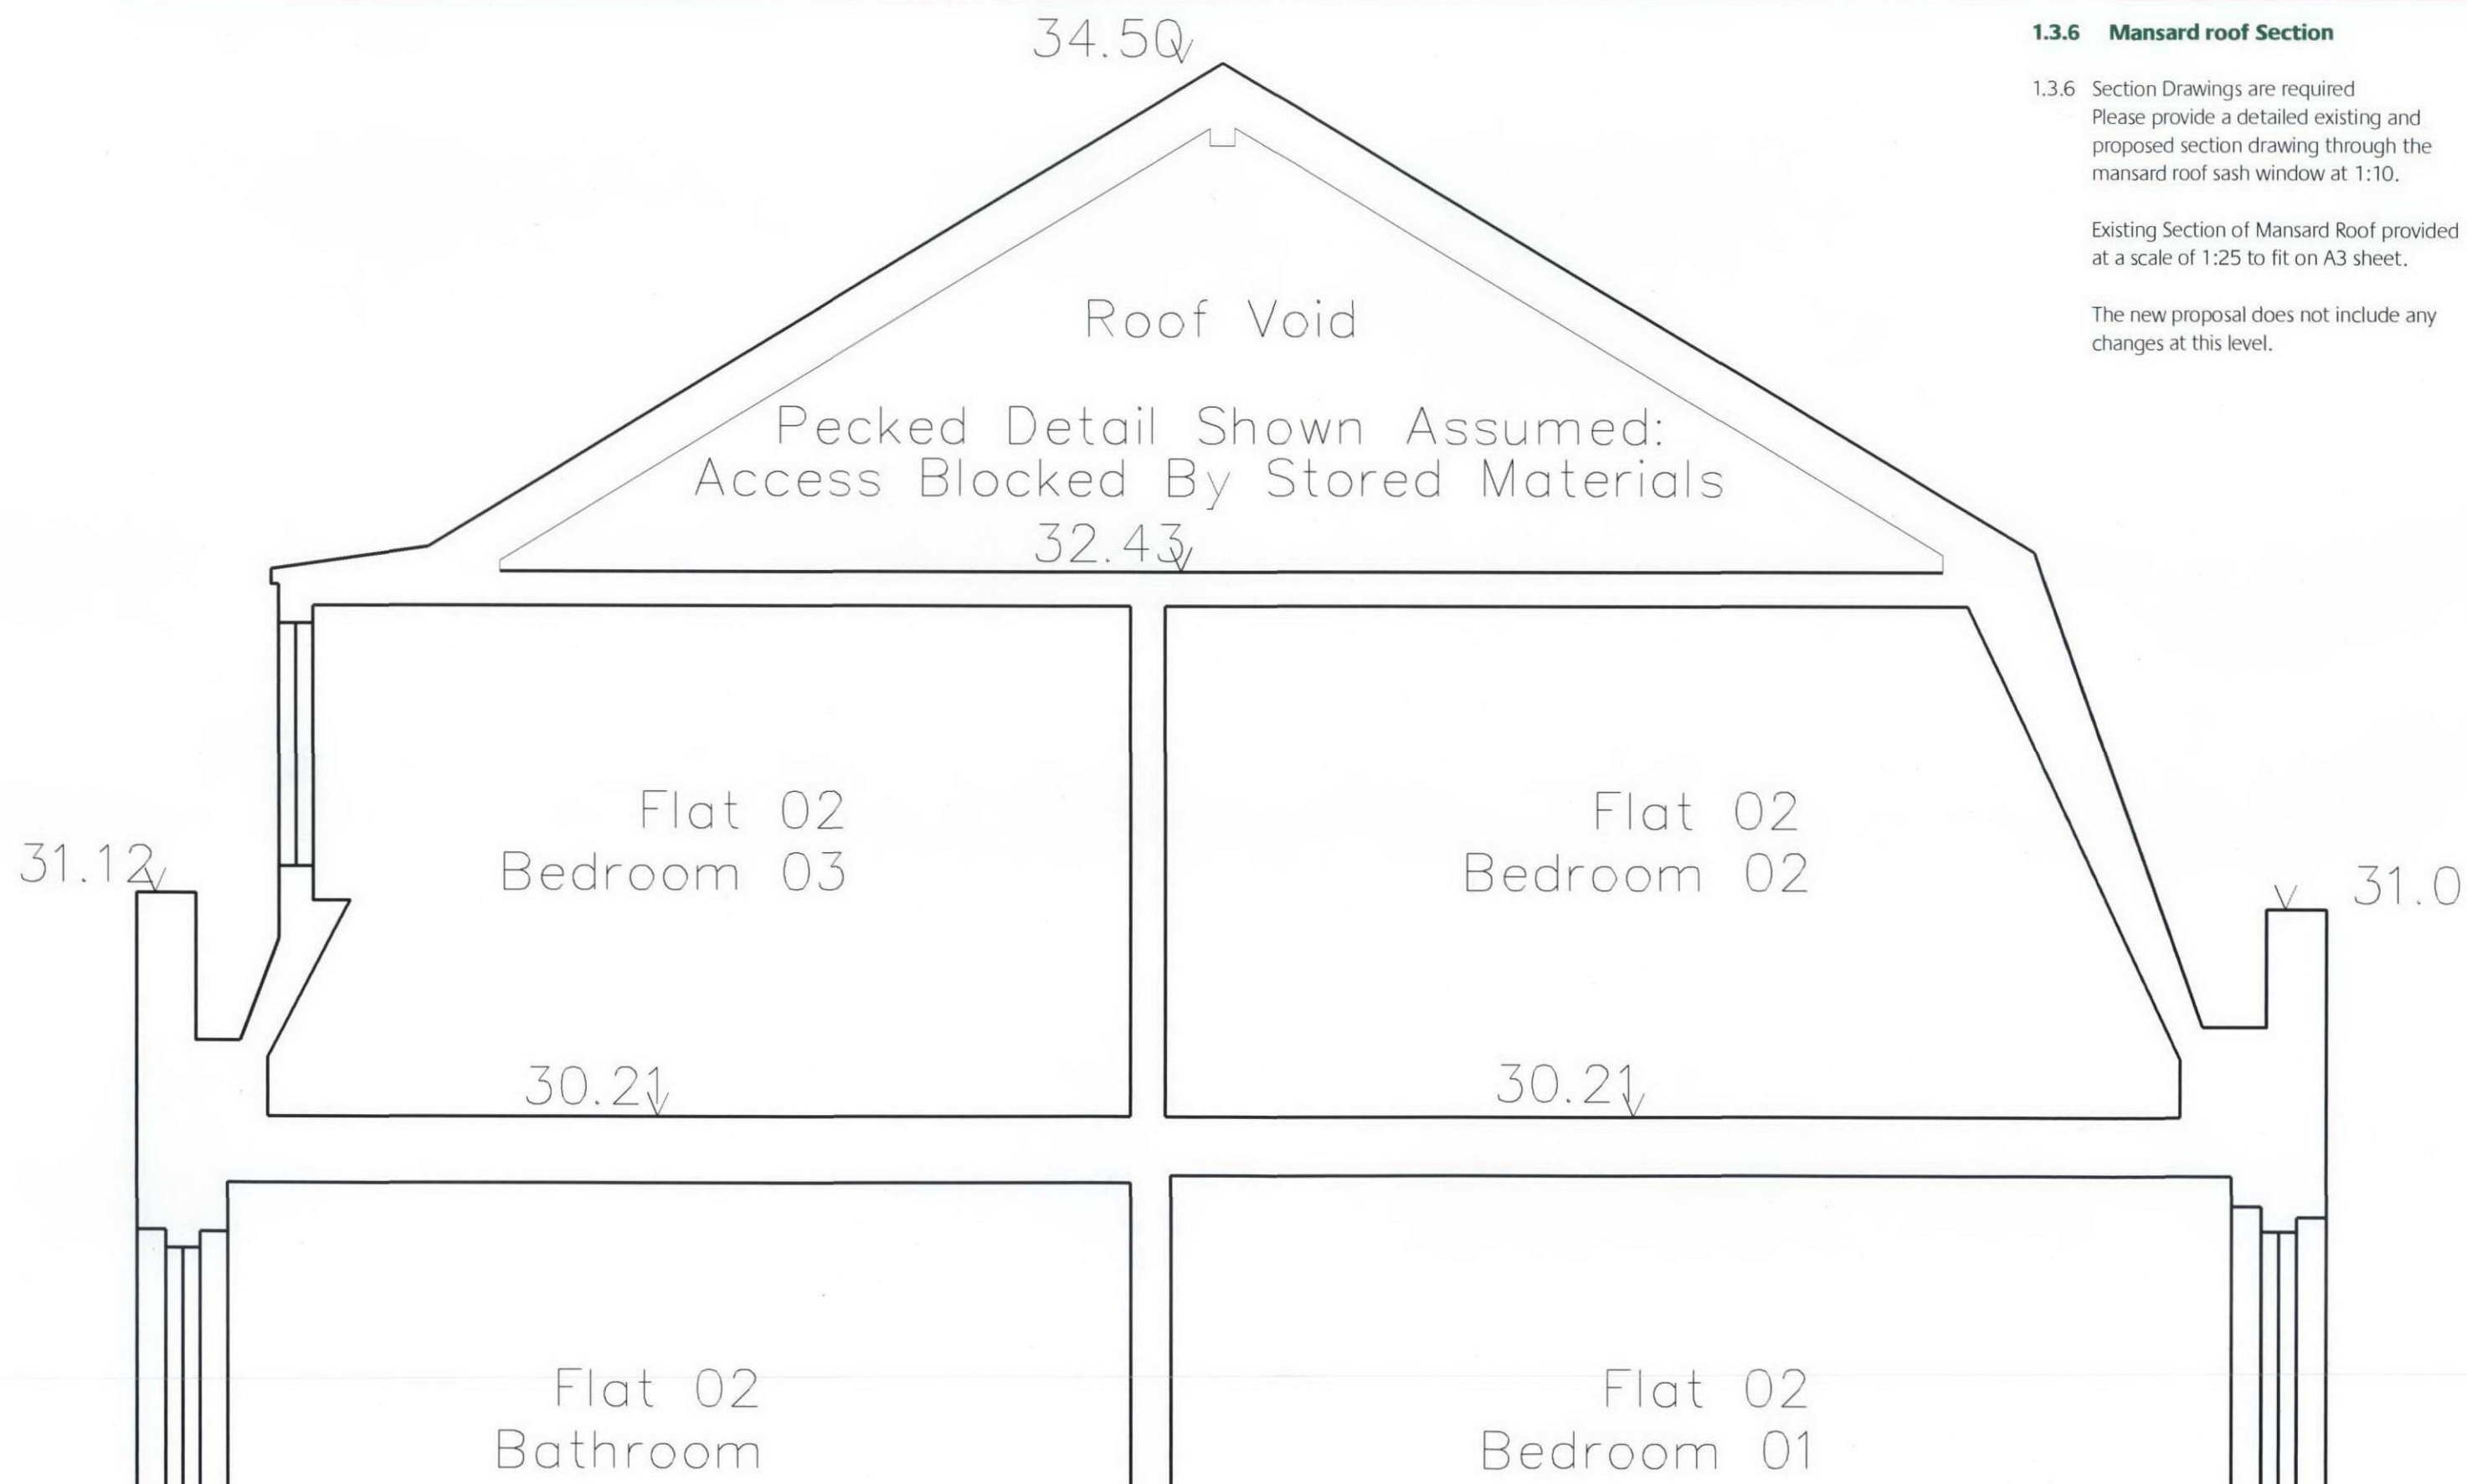 34.50
1.3.6 Mansard roof Section
1.3.6 Section Drawings are required
Please provide a detailed existing and
proposed section drawing through the
mansard roof sash window at 1:10.
Existing Section of Mansard Roof provided
at a scale of 1:25 to fit on A3 sheet.
The new proposal does not include any
changes at this level.
Roof Void
Pecked Detail Shown Assumed:
Access Blocked By Stored Materials
32.43
Flat 02
Bedroom 03
Flat 02
Bedroom 02
31.12
31.0
30.21
30.21
Flat 02
Bathroom
Flat 02
Bedroom 01